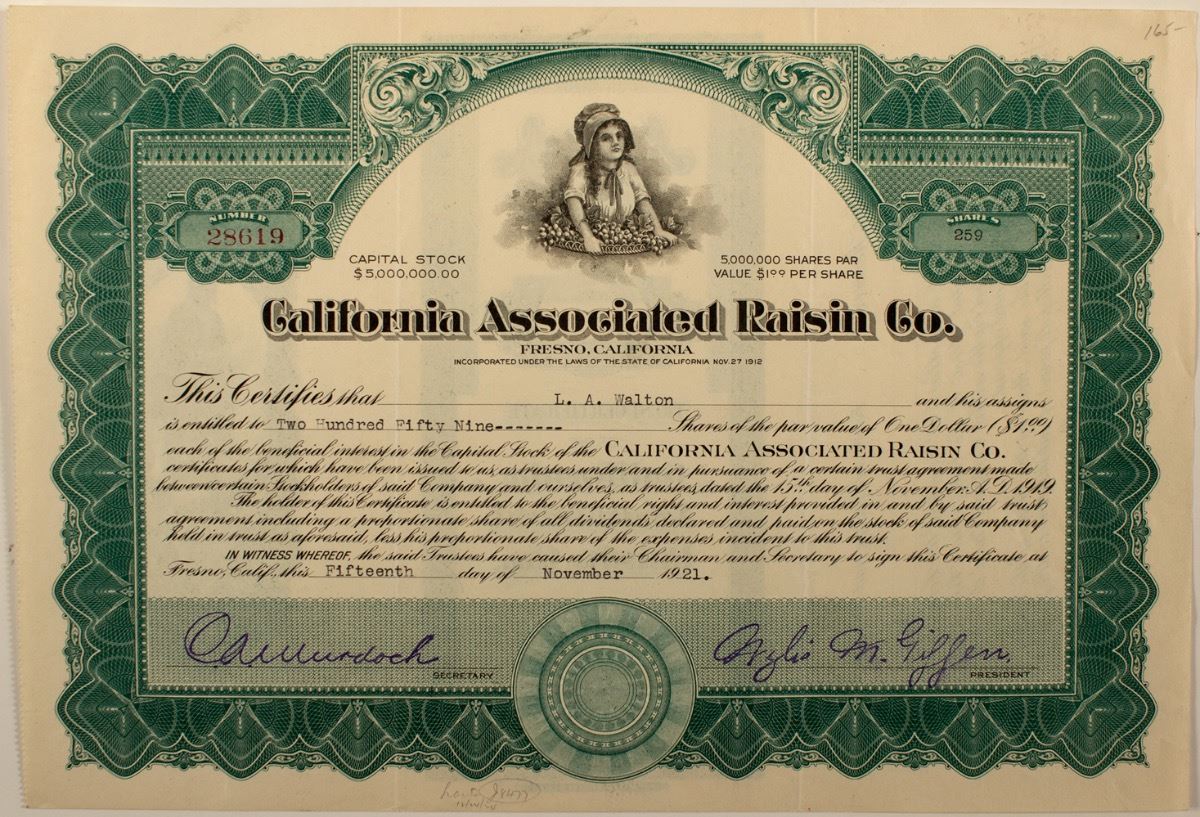 165-
NUMBER
28619
SHARES
259
CAPITAL STOCK
$5,000,000.00
5,000,000 SHARES PAR
VALUE $1.00 PER SHARE
California Associated Raisin Co.
FRESNO, CALIFORNIA
INCORPORATED UNDER THE LAWS OF THE STATE OF CALIFORNIA NOV. 27 1912
This Certifies that L. A. Walton and his assigns
is entitled to Two Hundred Fifty Nine------- Shares of the par value of One Dollar ($1.00)
each of the beneficial interest in the Capital Stock of the CALIFORNIA ASSOCIATED RAISIN CO.
certificates for which have been issued to us, as trustees under and in pursuance of a certain trust agreement made
between certain Stockholders of said Company and ourselves, as trustees, dated the 15th day of November A.D. 1919.
The holder of this Certificate is entitled to the beneficial right and interest provided in and by said trust
agreement including a proportionate share of all dividends declared and paid, on the stock of said Company
held in trust as aforesaid, less his proportionate share of the expenses incident to this trust.
IN WITNESS WHEREOF, the said Trustees have caused their Chairman and Secretary to sign this Certificate at
Fresno, Calif., this Fifteenth day of November 1921.
CA Murdoch
SECRETARY
Wylie M. Giffen
PRESIDENT